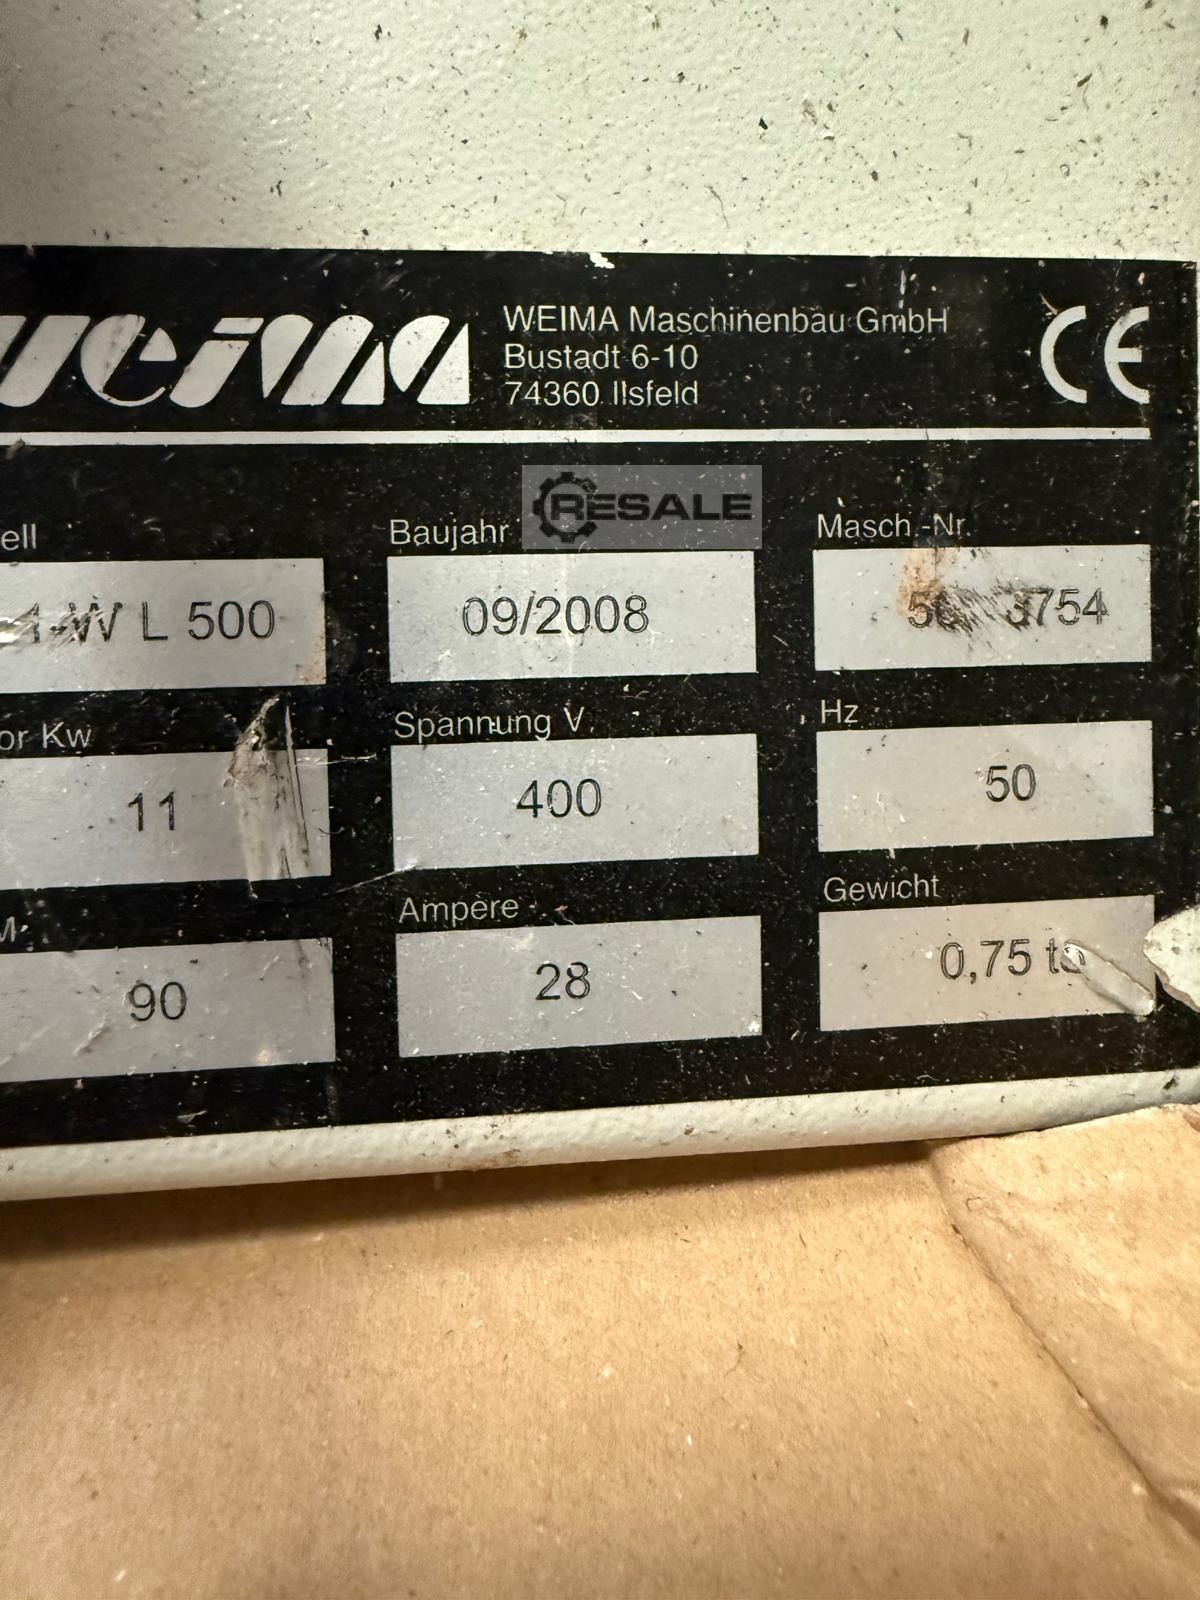 weima
WEIMA Maschinenbau GmbH
Bustadt 6-10
74360 Ilsfeld
CE
RESALE
ell Baujahr Masch.-Nr.
W L 500 09/2008 3754
or Kw Spannung V. Hz
11 400 50
M Ampere Gewicht
90 28 0,75